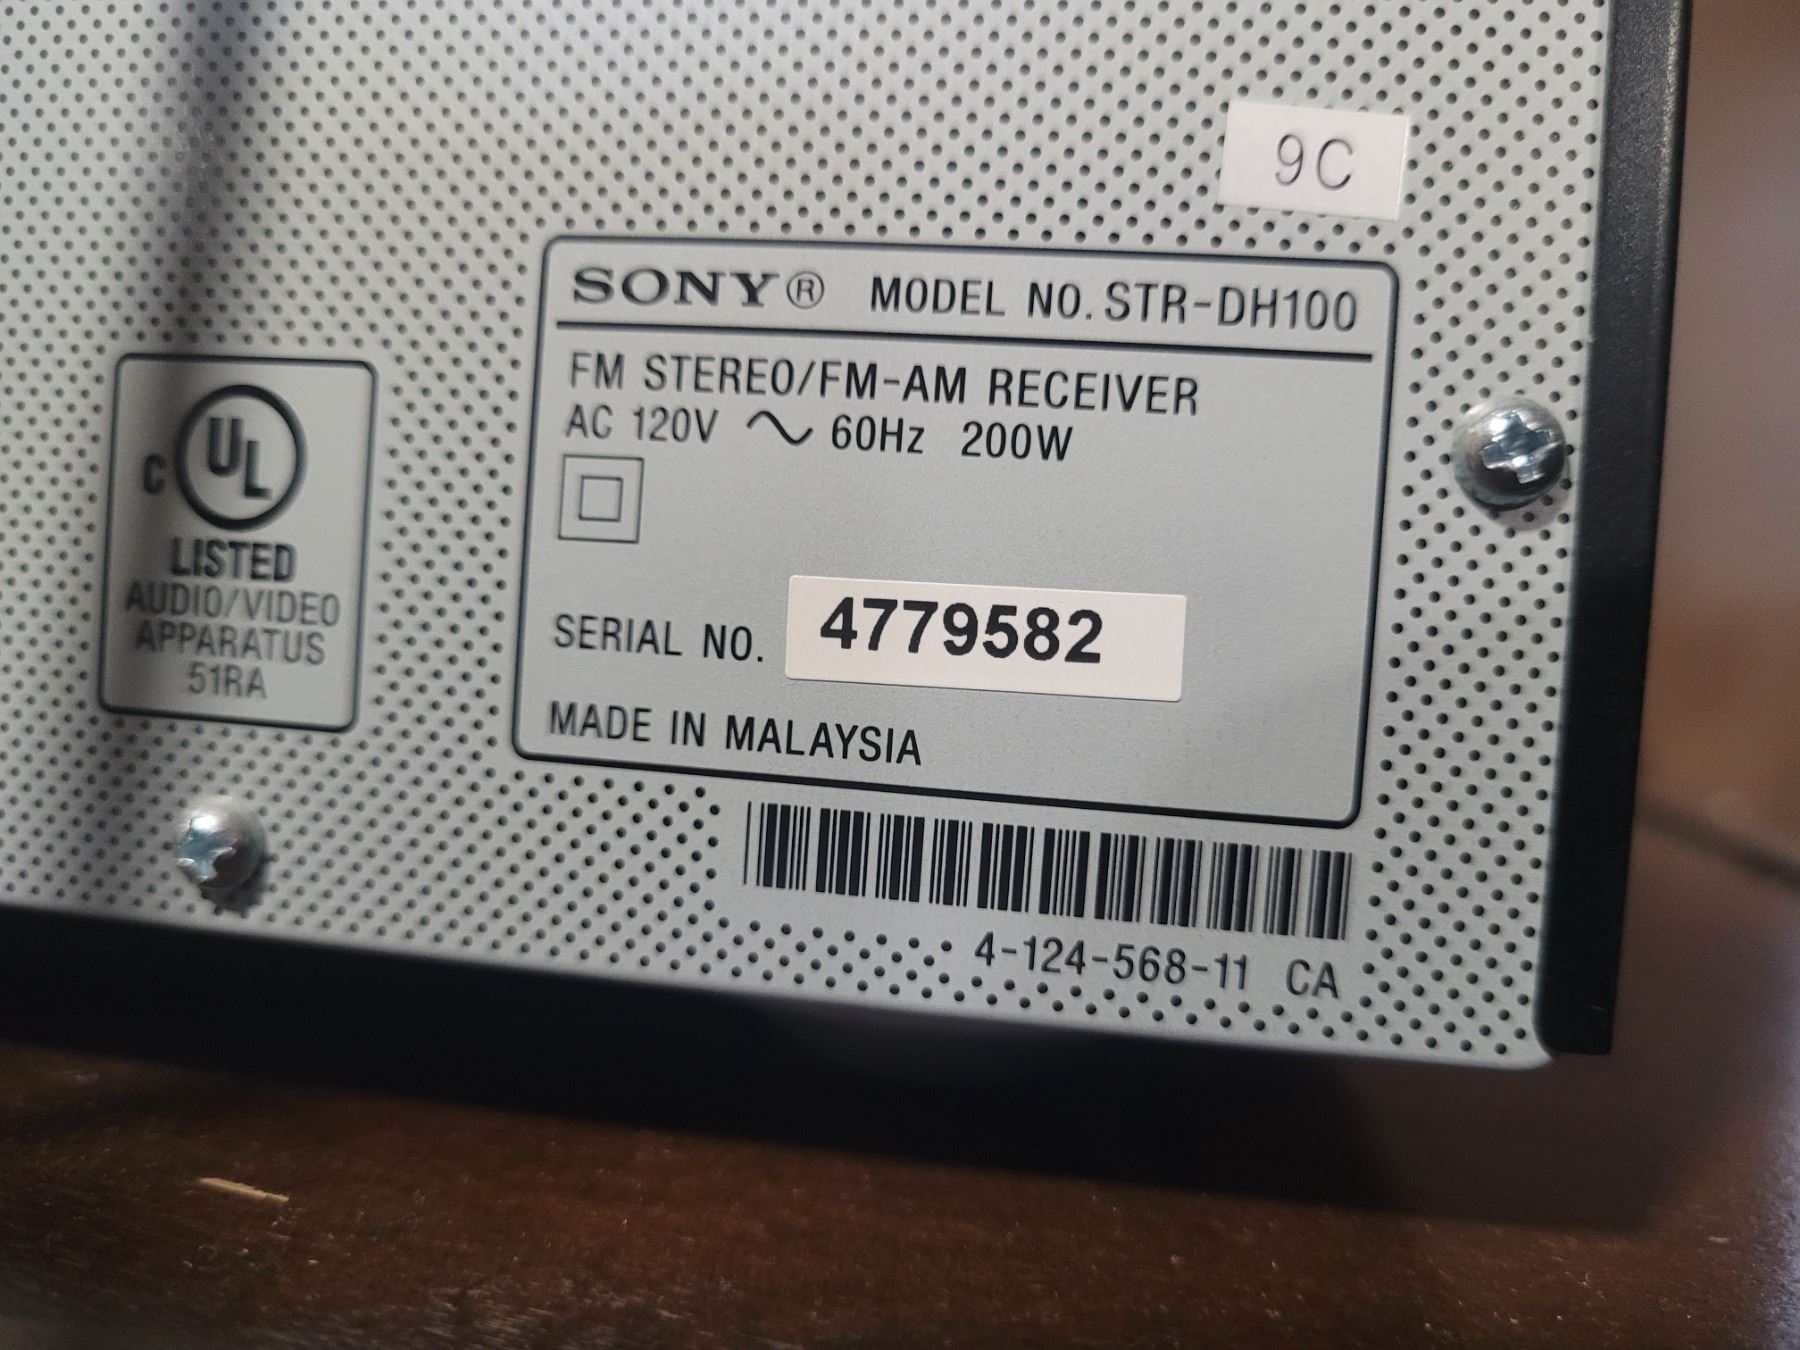 9C
SONY® MODEL NO. STR-DH100
FM STEREO/FM-AM RECEIVER
AC 120V ~ 60Hz 200W
SERIAL NO. 4779582
MADE IN MALAYSIA
4-124-568-11 CA
C UL
LISTED
AUDIO/VIDEO
APPARATUS
51RA